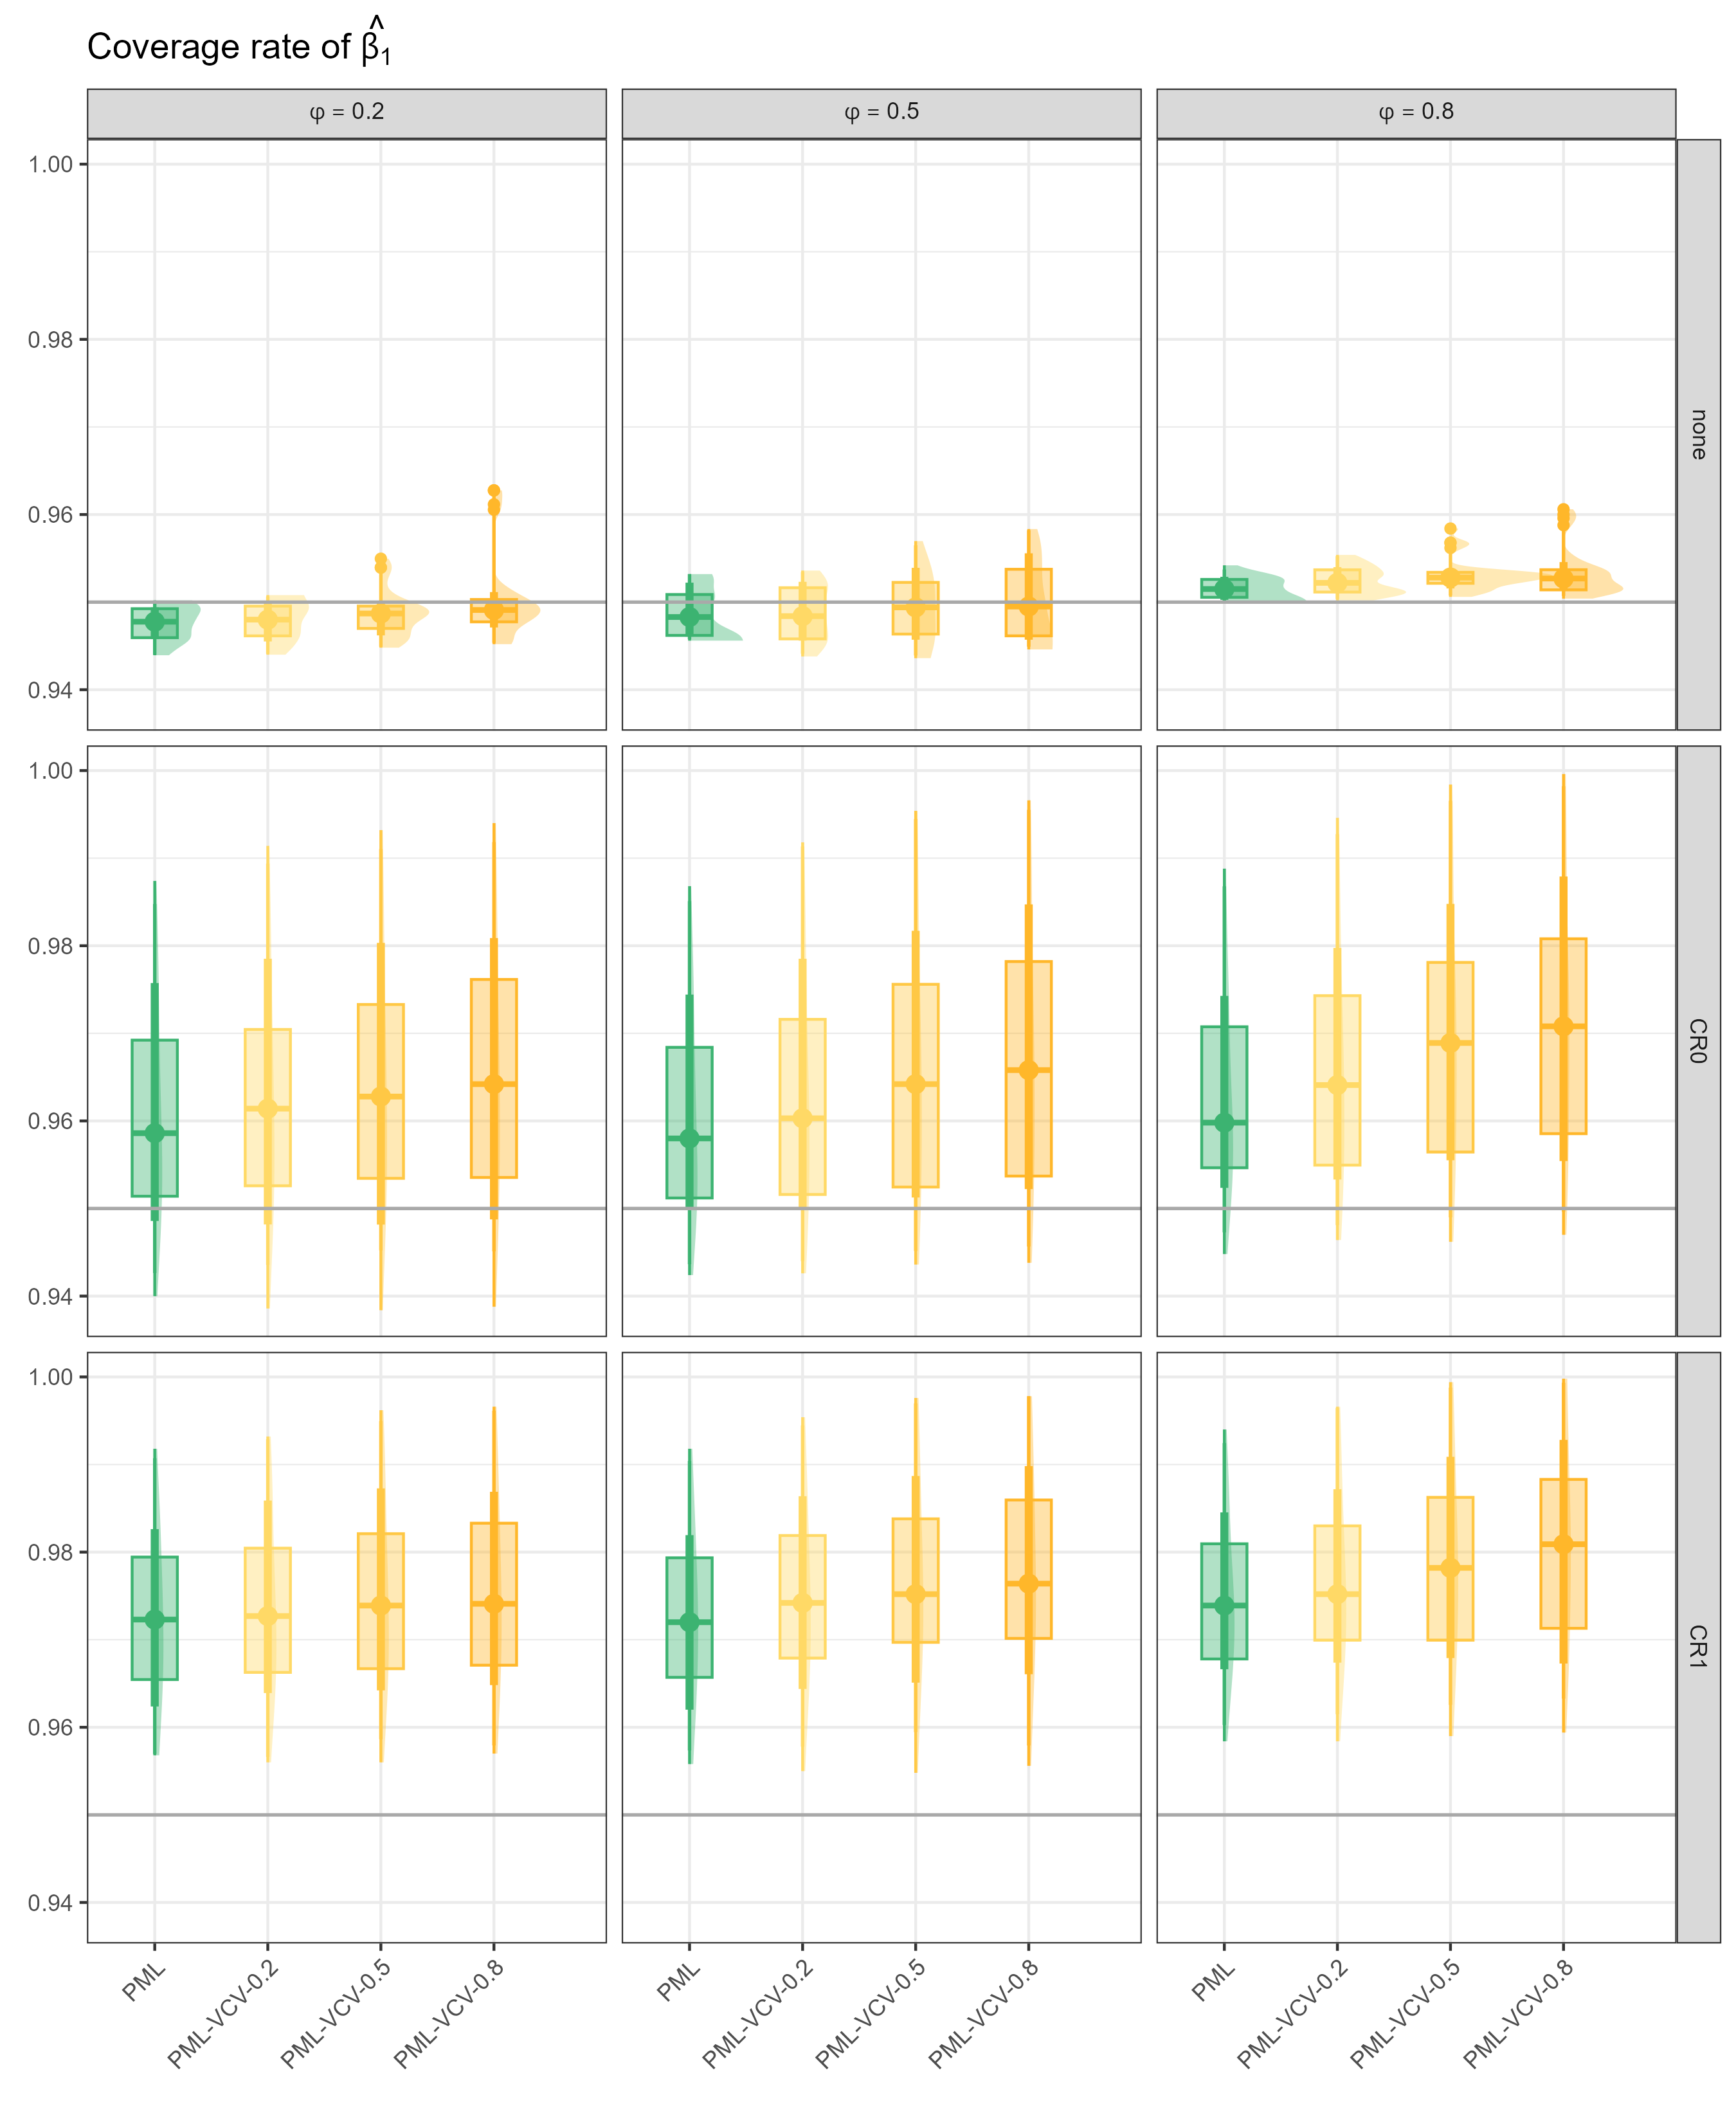 Coverage rate of β̂₁
φ = 0.2
φ = 0.5
φ = 0.8
1.00
0.98
0.96
0.94
none
1.00
0.98
0.96
0.94
CR0
1.00
0.98
0.96
0.94
CR1
PML
PML-VCV-0.2
PML-VCV-0.5
PML-VCV-0.8
PML
PML-VCV-0.2
PML-VCV-0.5
PML-VCV-0.8
PML
PML-VCV-0.2
PML-VCV-0.5
PML-VCV-0.8